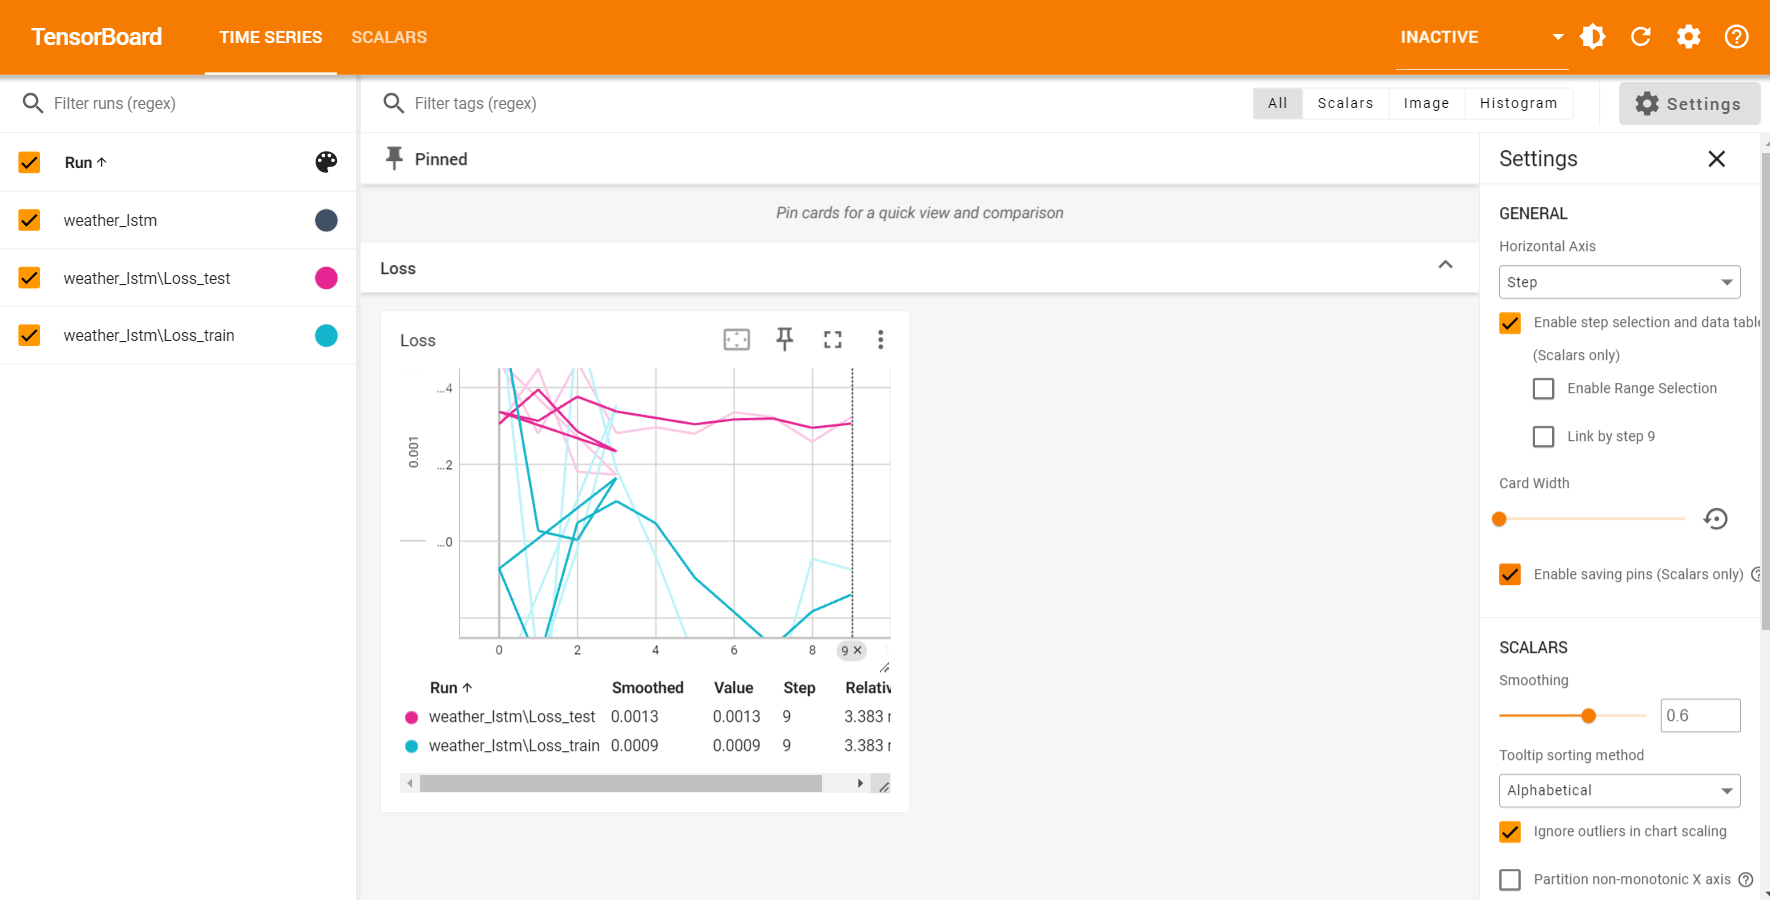 TensorBoard TIME SERIES SCALARS INACTIVE
Filter runs (regex)
Run
weather_lstm
weather_lstm\Loss_test
weather_lstm\Loss_train
Filter tags (regex) All Scalars Image Histogram Settings
Pinned
Pin cards for a quick view and comparison
Loss
Loss
...4
...2
...0
0.001
0 2 4 6 8 9
Run Smoothed Value Step Relativ
weather_lstm\Loss_test 0.0013 0.0013 9 3.383
weather_lstm\Loss_train 0.0009 0.0009 9 3.383
Settings
GENERAL
Horizontal Axis
Step
Enable step selection and data table
(Scalars only)
Enable Range Selection
Link by step 9
Card Width
Enable saving pins (Scalars only)
SCALARS
Smoothing
0.6
Tooltip sorting method
Alphabetical
Ignore outliers in chart scaling
Partition non-monotonic X axis